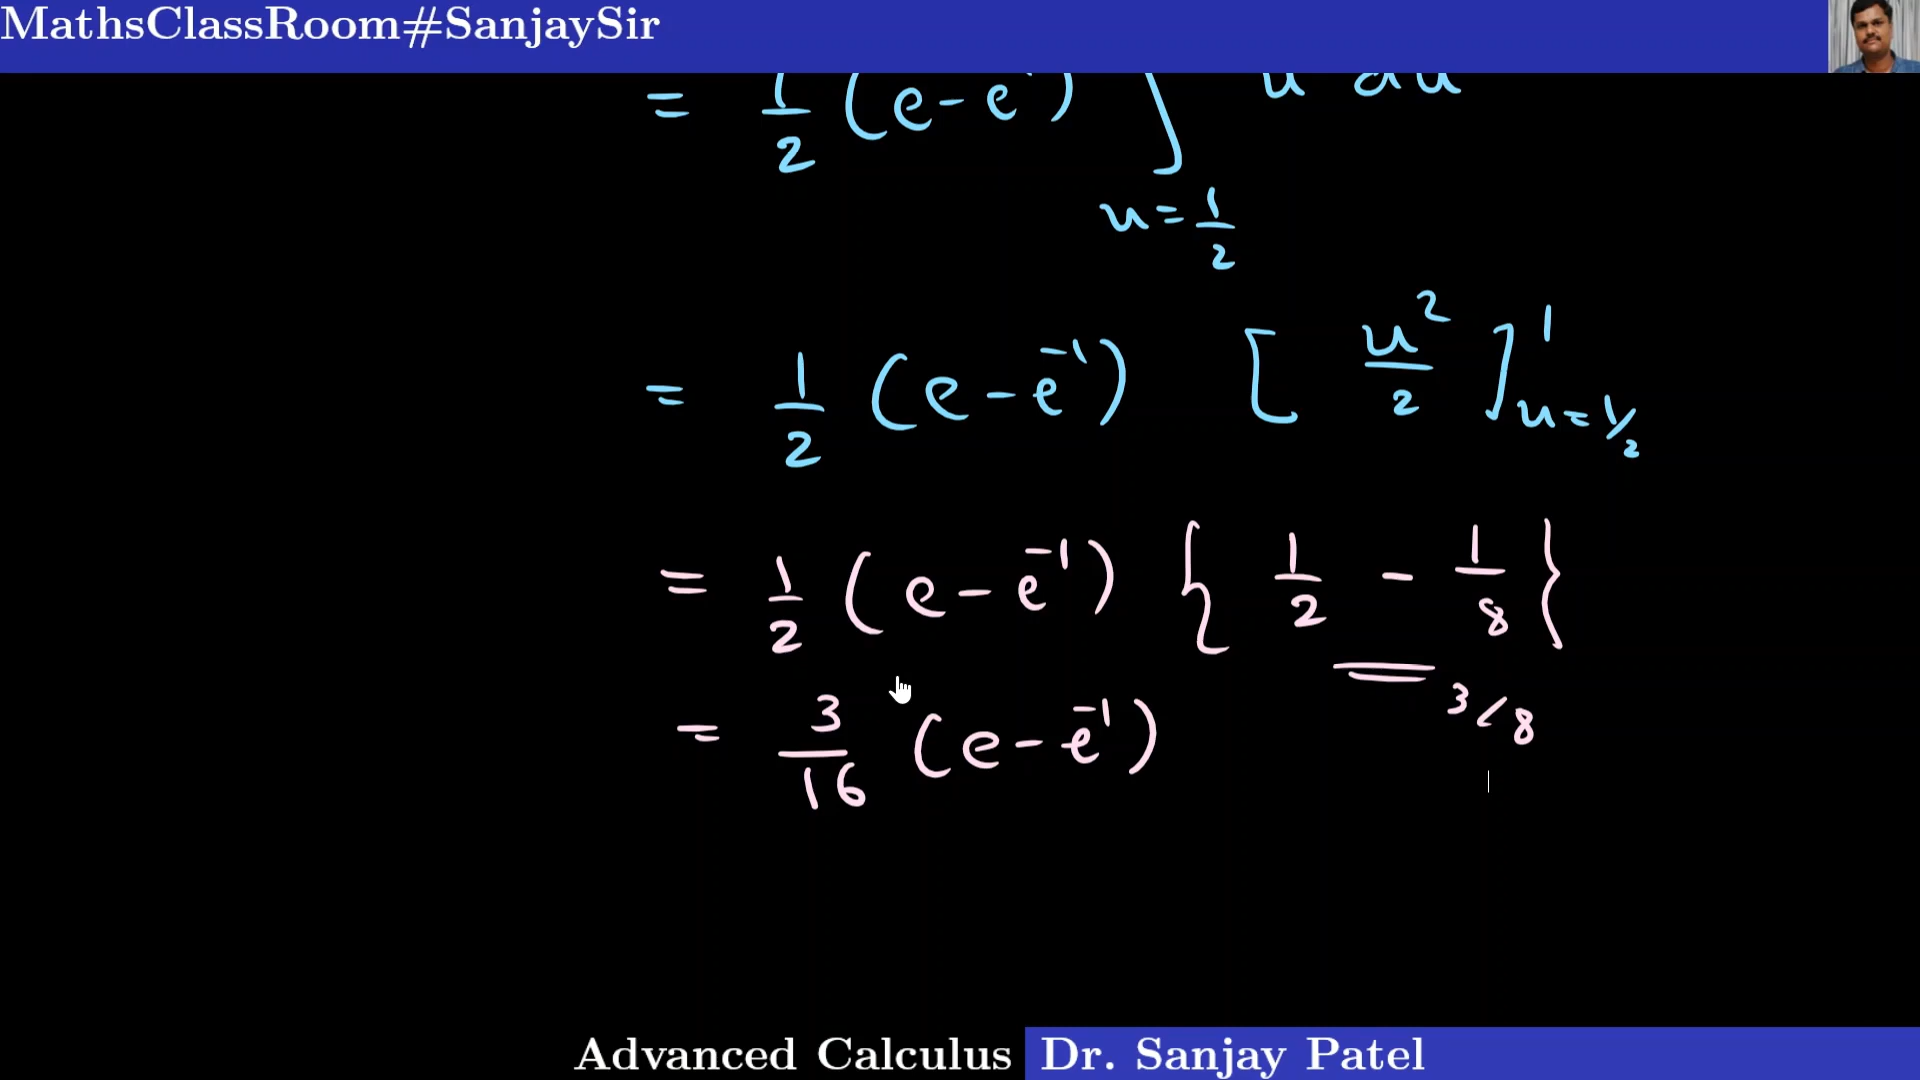 MathsClassRoom#SanjaySir
= 1/2 (e - e ) ∫ u du
u = 1/2
= 1/2 (e - e⁻¹) [ u²/2 ]¹ u = 1/2
= 1/2 (e - e⁻¹) { 1/2 - 1/8 }
3/8
= 3/16 (e - e⁻¹)
Advanced Calculus Dr. Sanjay Patel